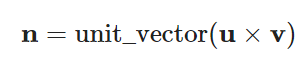 n = unit_vector(u × v)